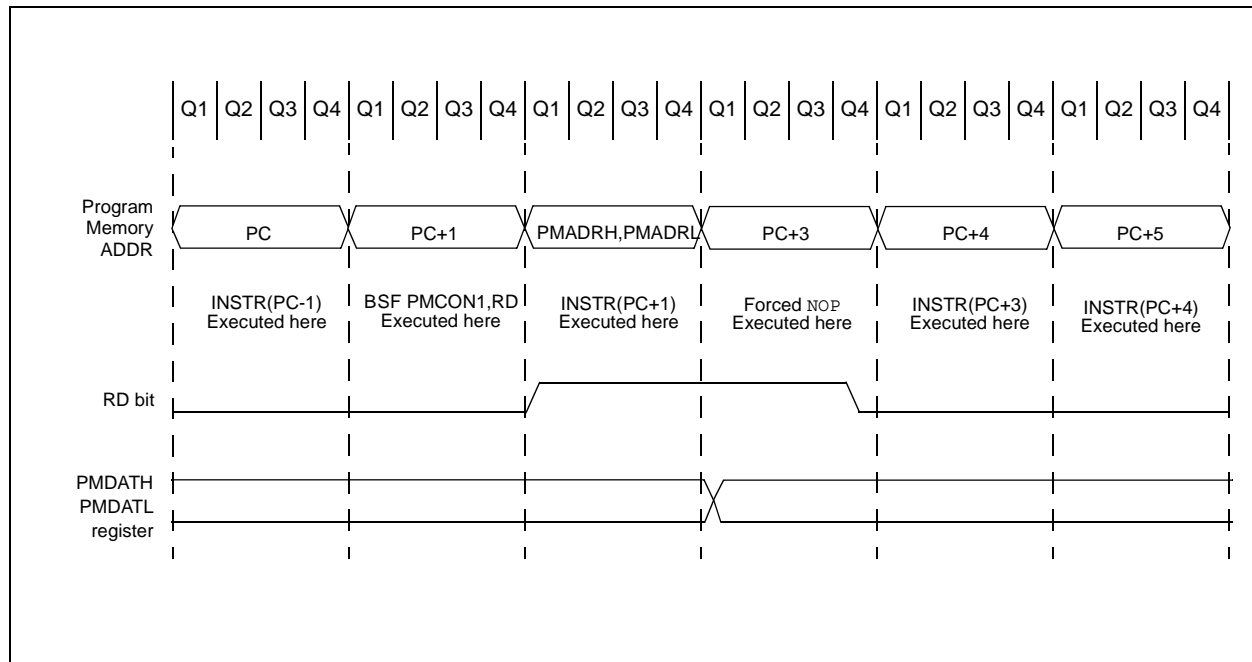 Q1 Q2 Q3 Q4 Q1 Q2 Q3 Q4 Q1 Q2 Q3 Q4 Q1 Q2 Q3 Q4 Q1 Q2 Q3 Q4 Q1 Q2 Q3 Q4
Program
Memory
ADDR
PC
PC+1
PMADRH,PMADRL
PC+3
PC+4
PC+5
INSTR(PC-1)
Executed here
BSF PMCON1,RD
Executed here
INSTR(PC+1)
Executed here
Forced NOP
Executed here
INSTR(PC+3)
Executed here
INSTR(PC+4)
Executed here
RD bit
PMDATH
PMDATL
register